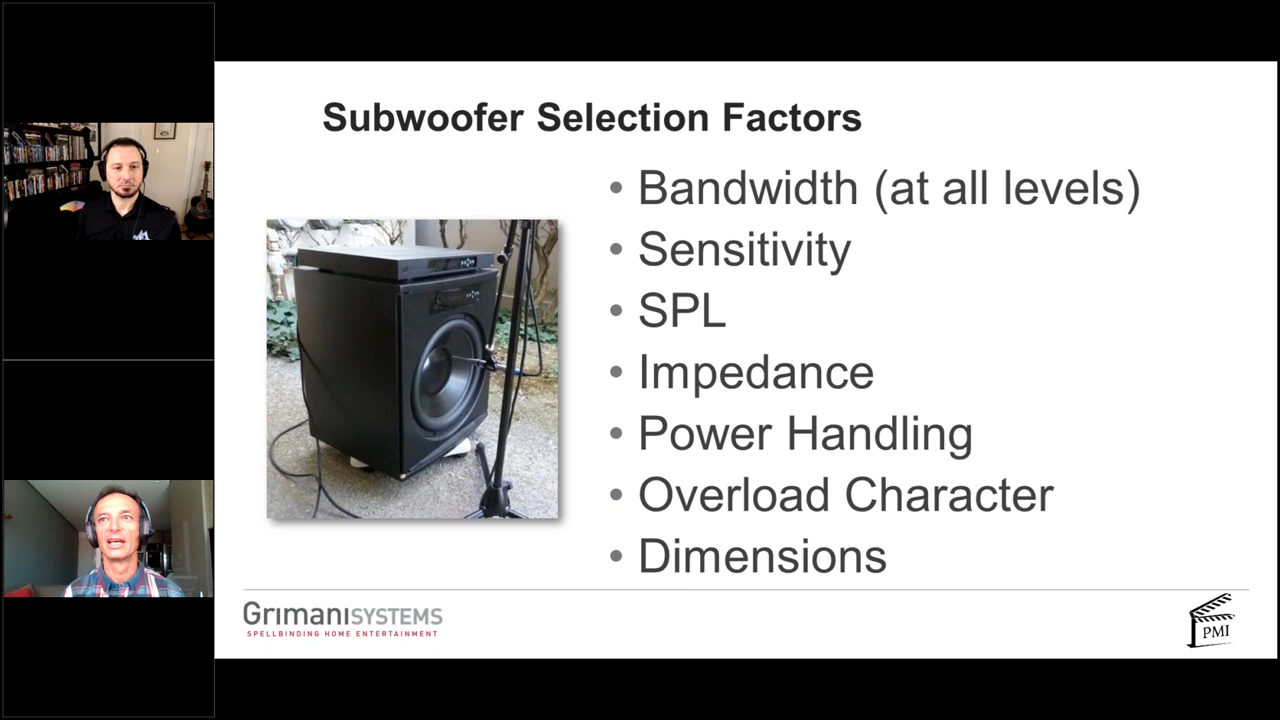 Subwoofer Selection Factors
• Bandwidth (at all levels)
• Sensitivity
• SPL
• Impedance
• Power Handling
• Overload Character
• Dimensions
GrimaniSYSTEMS
SPELLBINDING HOME ENTERTAINMENT
PMI